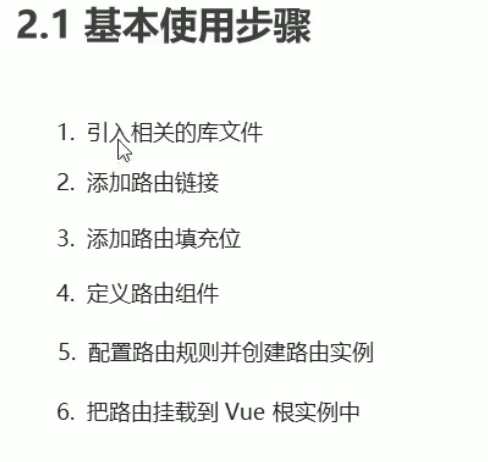 2.1 基本使用步骤
1. 引入相关的库文件
2. 添加路由链接
3. 添加路由填充位
4. 定义路由组件
5. 配置路由规则并创建路由实例
6. 把路由挂载到 Vue 根实例中